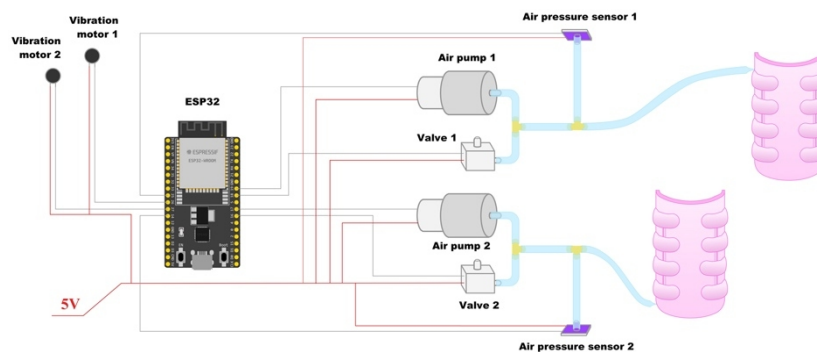 Air pressure sensor 1
Vibration
motor 1
Vibration
motor 2
Air pump 1
ESP32
Valve 1
ESPRESSIF
Air pump 2
5V
Valve 2
Air pressure sensor 2